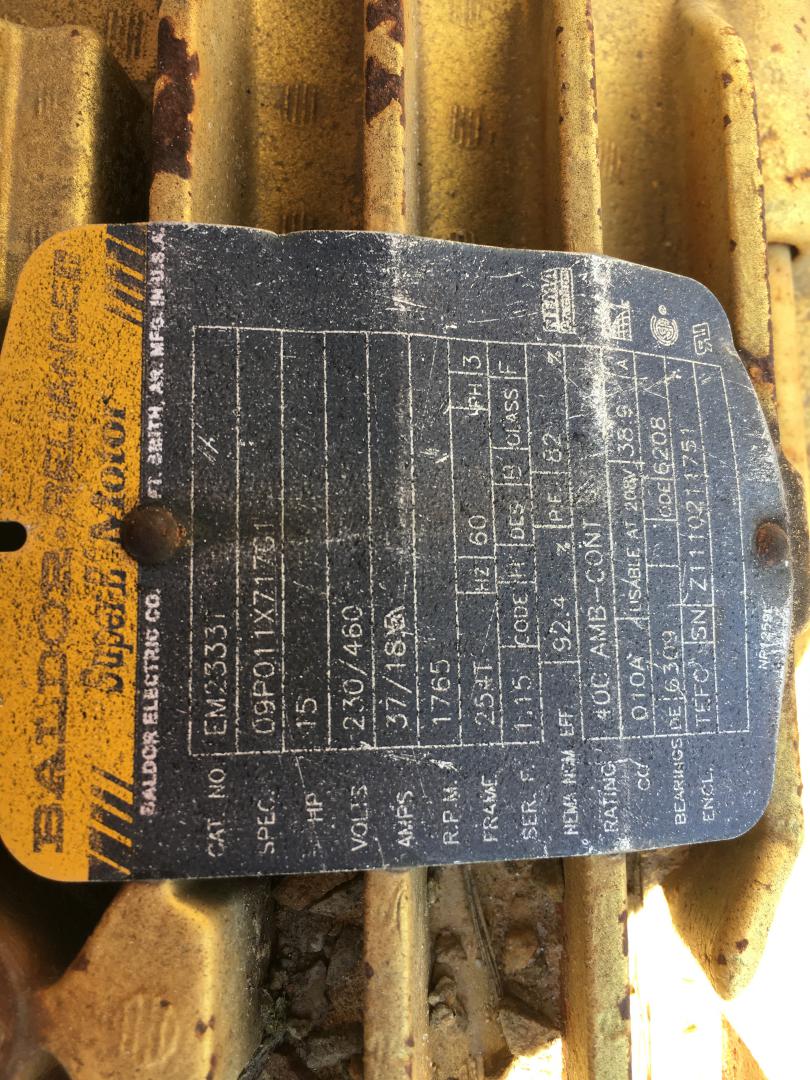 BALDOR•RELIANCER
SuperE Motor
BALDOR ELECTRIC CO. FT. SMITH, AR. MFG. IN U.S.A.
CAT. NO. EM2333T
SPEC. 09P011X717G1
HP 15
VOLTS 230/460
AMPS 37/18.5
R.P.M. 1765
FRAME 254T HZ 60 PH 3
SER. F. 1.15 CODE DES B CLASS F
NEMA NOM. EFF. 92.4 % P.F. 82 %
RATING 40C AMB-CONT
CC 010A USABLE AT 208V 38.9 A
BEARINGS DE 6309 ODE 6208
ENCL. TEFC SN Z1110211751
NEMA